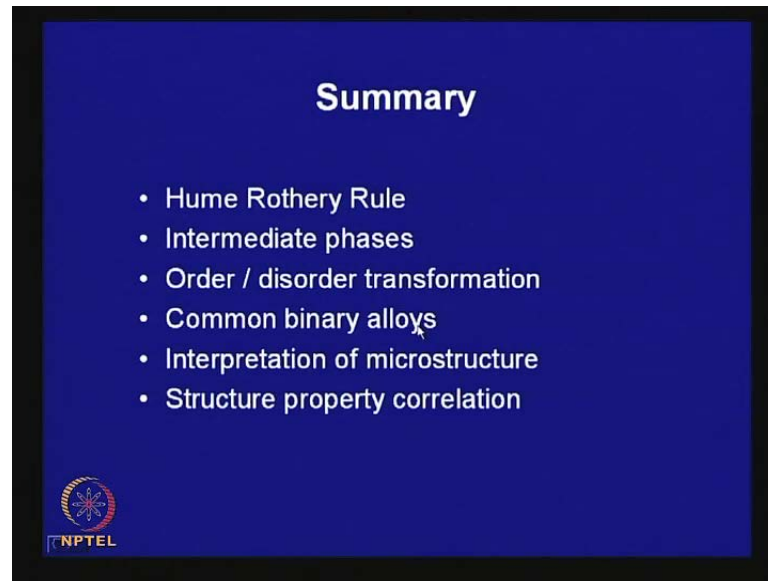 Summary
• Hume Rothery Rule
• Intermediate phases
• Order / disorder transformation
• Common binary alloys
• Interpretation of microstructure
• Structure property correlation
NPTEL